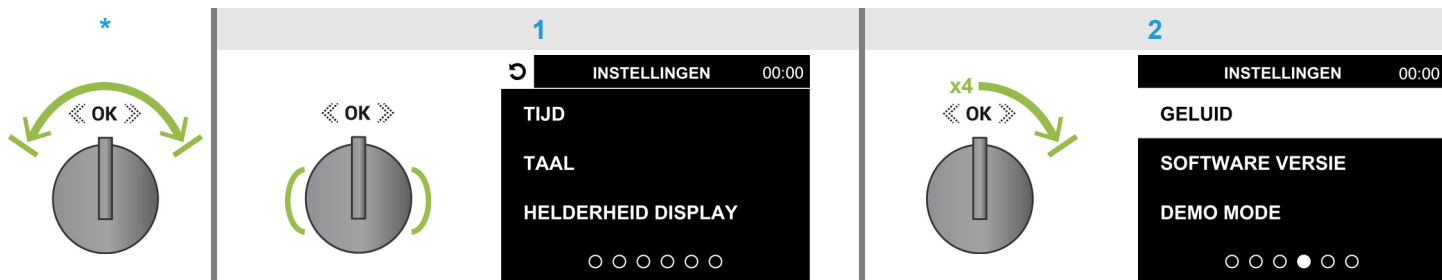 *
1
2
OK
OK
INSTELLINGEN 00:00
TIJD
TAAL
HELDERHEID DISPLAY
x4
OK
INSTELLINGEN 00:00
GELUID
SOFTWARE VERSIE
DEMO MODE